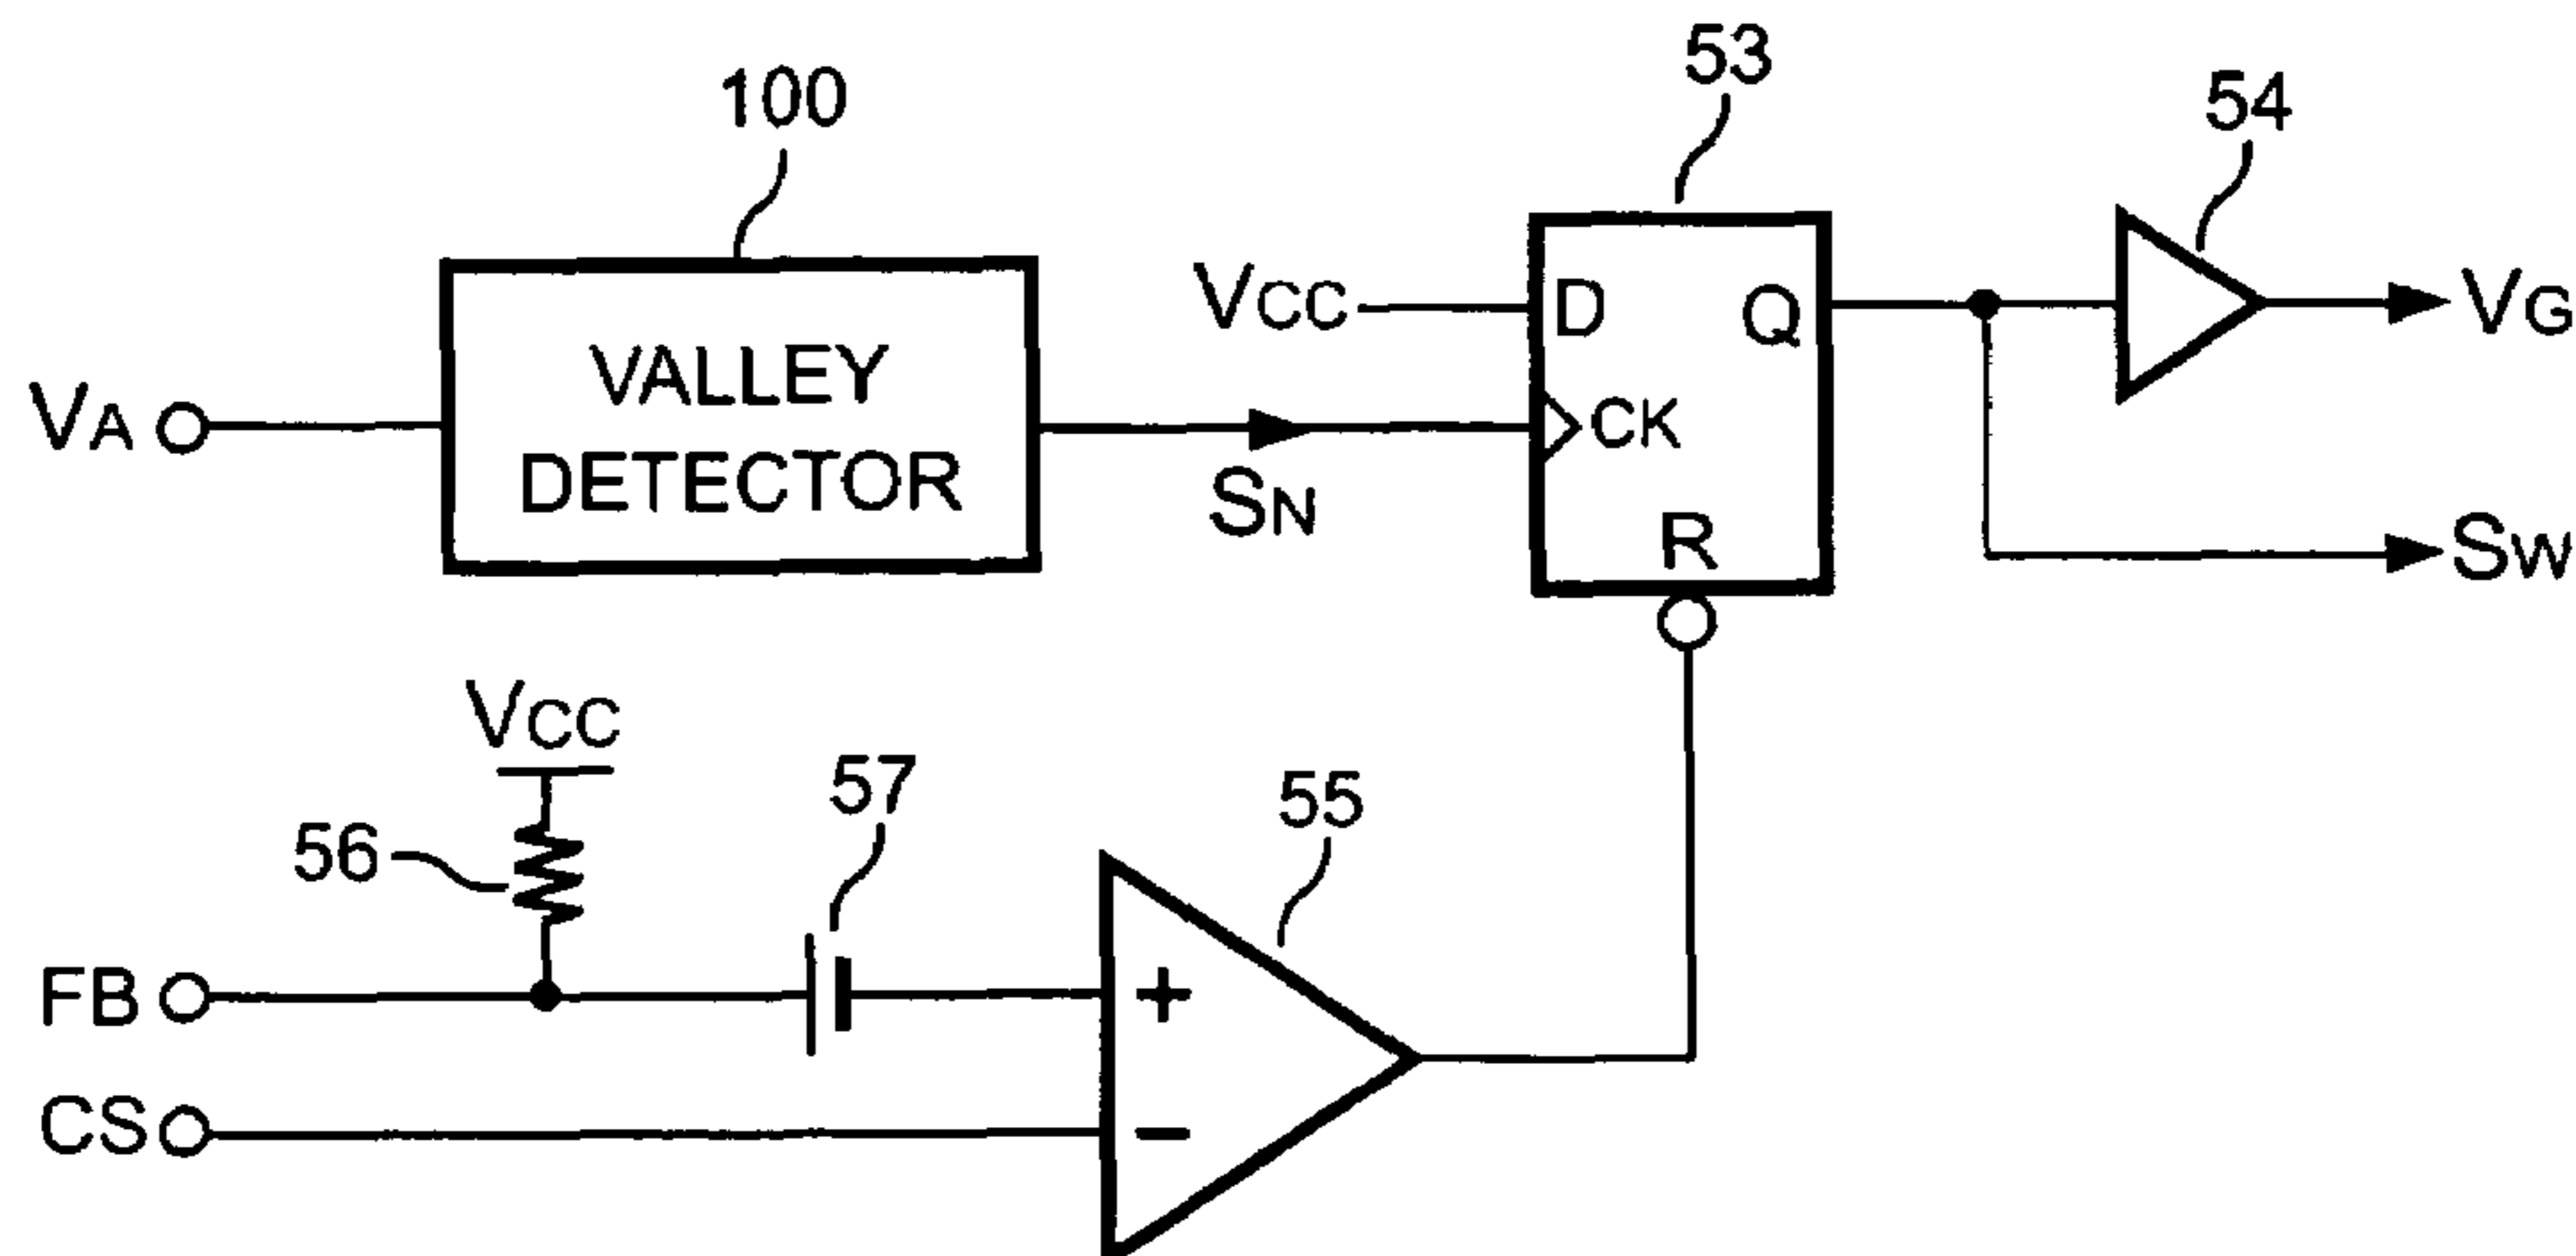 100
53
54
VCC
D
Q
VG
VA
VALLEY
DETECTOR
SN
CK
R
SW
VCC
57
55
56
FB
+
CS
−